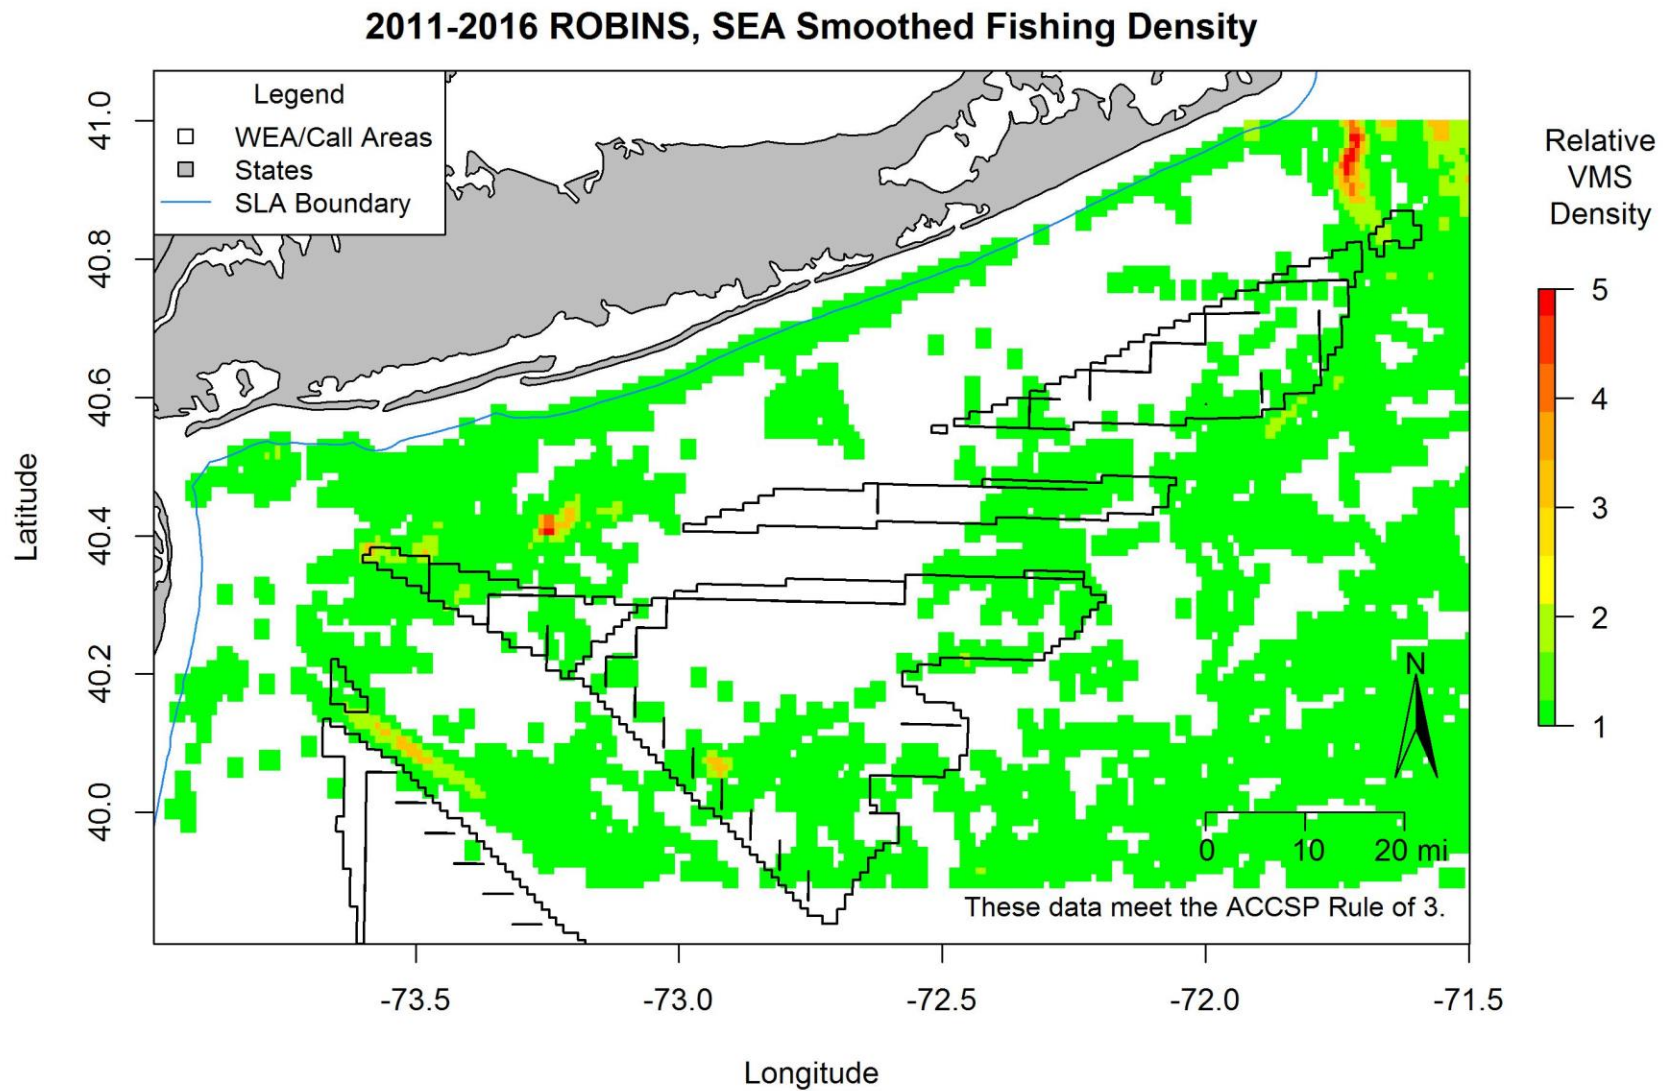 2011-2016 ROBINS, SEA Smoothed Fishing Density
Legend
WEA/Call Areas
States
SLA Boundary
Latitude
41.0
40.8
40.6
40.4
40.2
40.0
Relative
VMS
Density
5
4
3
2
1
N
0 10 20 mi
These data meet the ACCSP Rule of 3.
-73.5 -73.0 -72.5 -72.0 -71.5
Longitude